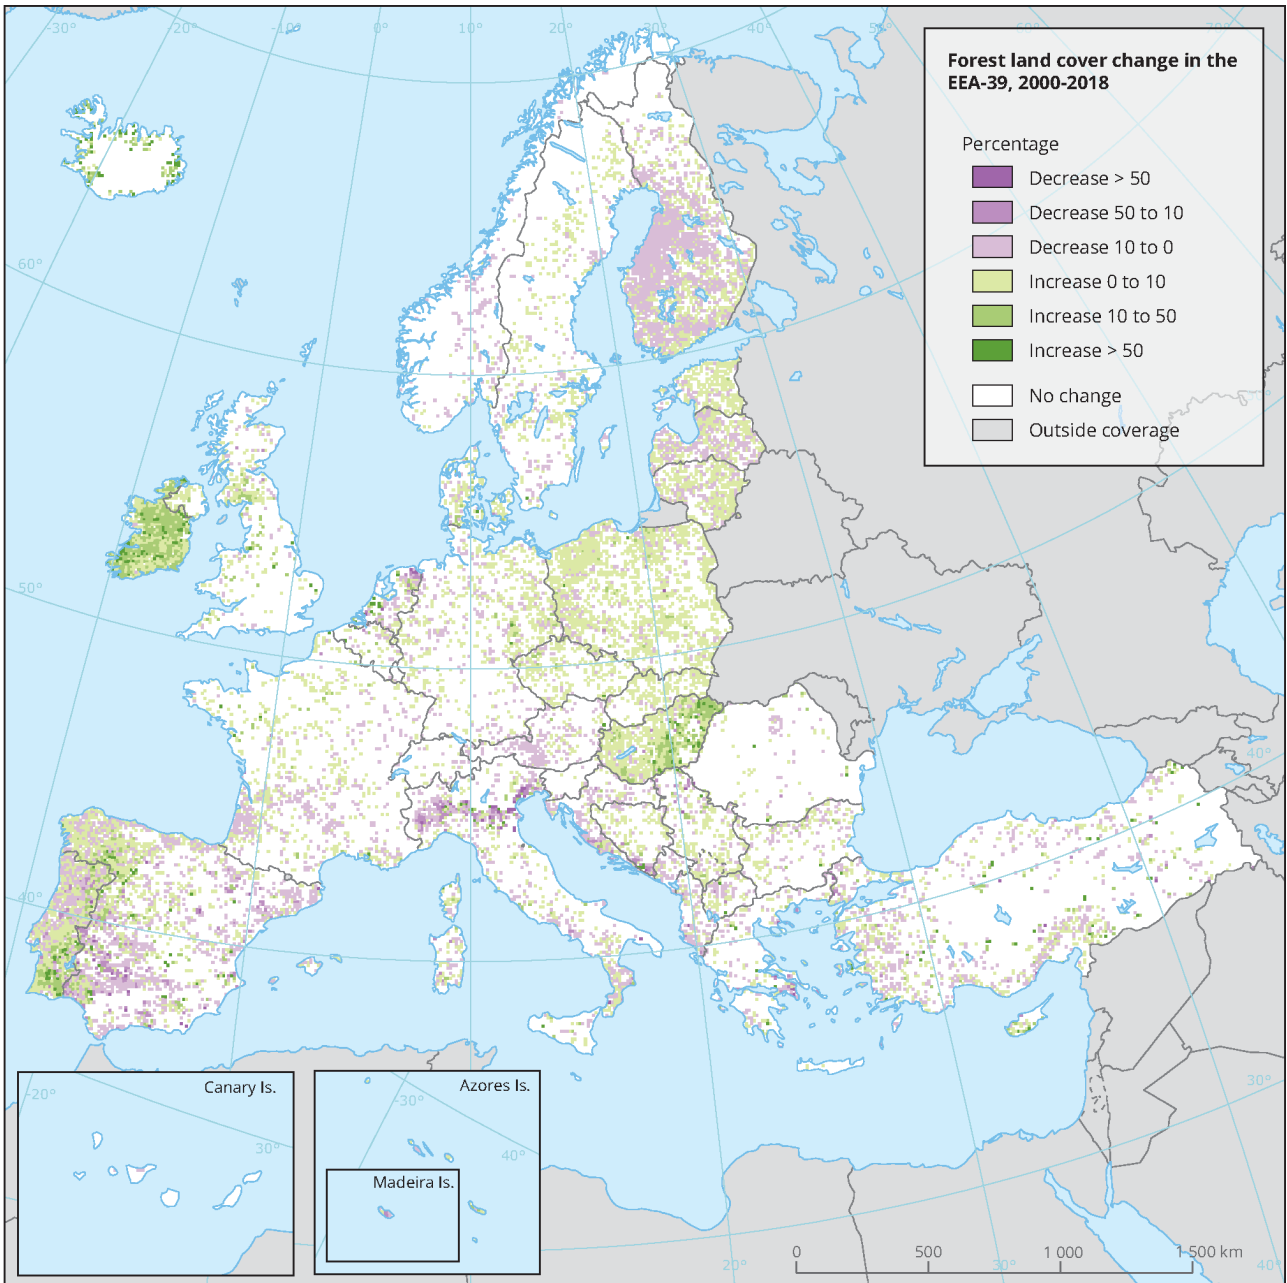 -30°
-20°
-10°
0°
10°
20°
30°
40°
50°
60°
70°
Forest land cover change in the
EEA-39, 2000-2018
Percentage
Decrease > 50
Decrease 50 to 10
Decrease 10 to 0
Increase 0 to 10
Increase 10 to 50
Increase > 50
No change
Outside coverage
60°
50°
50°
40°
40°
Canary Is.
-20°
30°
Azores Is.
-30°
40°
Madeira Is.
30°
0
500
1 000
1 500 km
20°
30°
40°